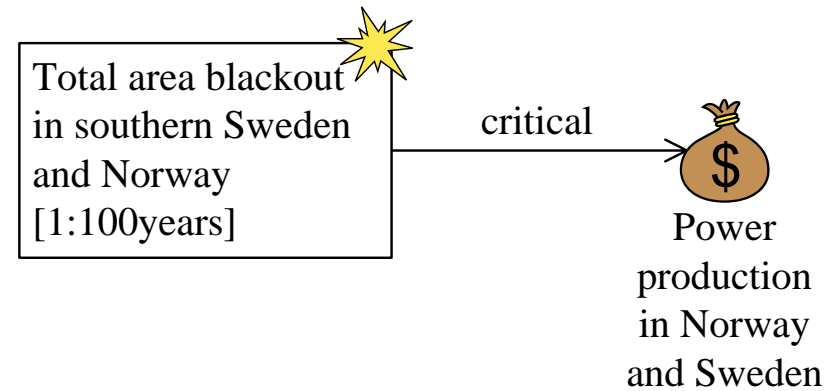 Total area blackout
in southern Sweden
and Norway
[1:100years]
critical
$
Power
production
in Norway
and Sweden